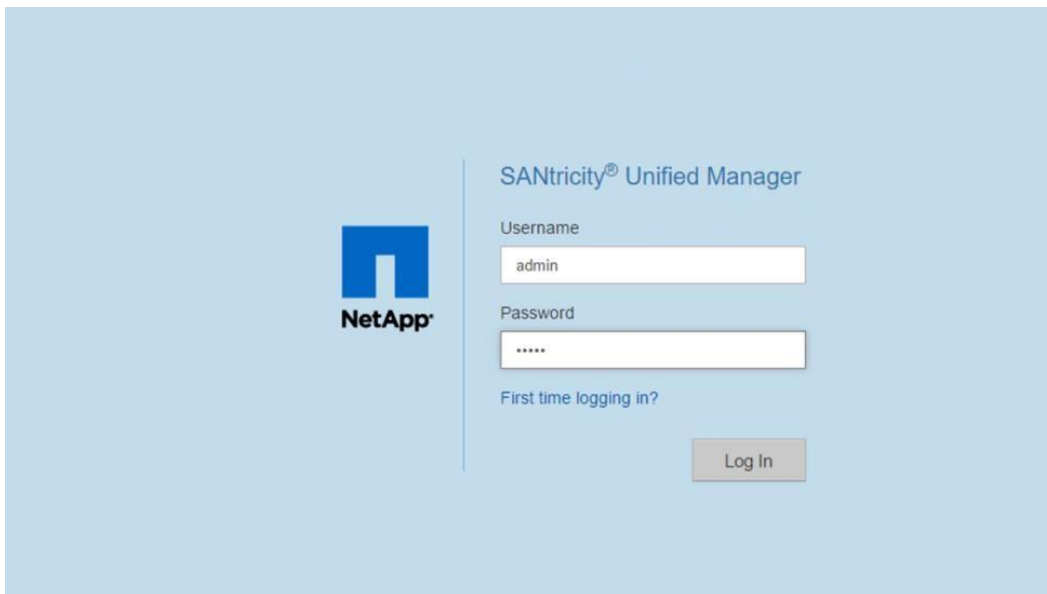 SANtricity® Unified Manager
Username
admin
NetApp®
Password
•••••
First time logging in?
Log In